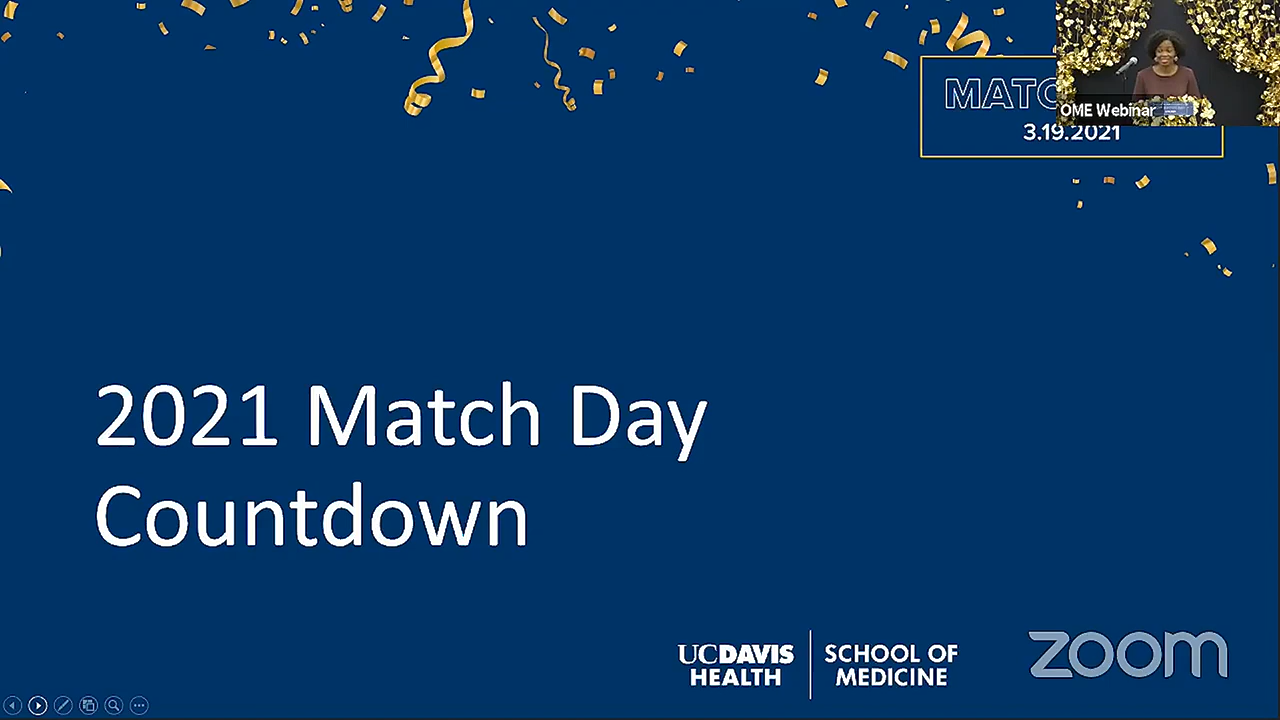 MATC
OME Webinar
3.19.2021
2021 Match Day
Countdown
UCDAVIS
HEALTH
SCHOOL OF
MEDICINE
zoom